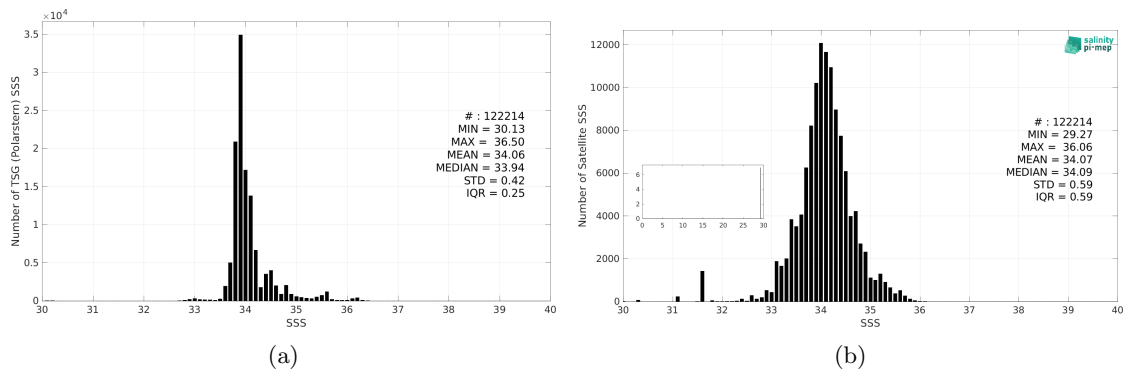 ×10⁴
3.5
3
2.5
2
1.5
1
0.5
0
Number of TSG (Polarstern) SSS
# : 122214
MIN = 30.13
MAX = 36.50
MEAN = 34.06
MEDIAN = 33.94
STD = 0.42
IQR = 0.25
30 31 32 33 34 35 36 37 38 39 40
SSS
(a)
salinity
pi-mep
12000
10000
8000
6000
4000
2000
0
Number of Satellite SSS
# : 122214
MIN = 29.27
MAX = 36.06
MEAN = 34.07
MEDIAN = 34.09
STD = 0.59
IQR = 0.59
6
4
2
0
0 5 10 15 20 25 30
30 31 32 33 34 35 36 37 38 39 40
SSS
(b)